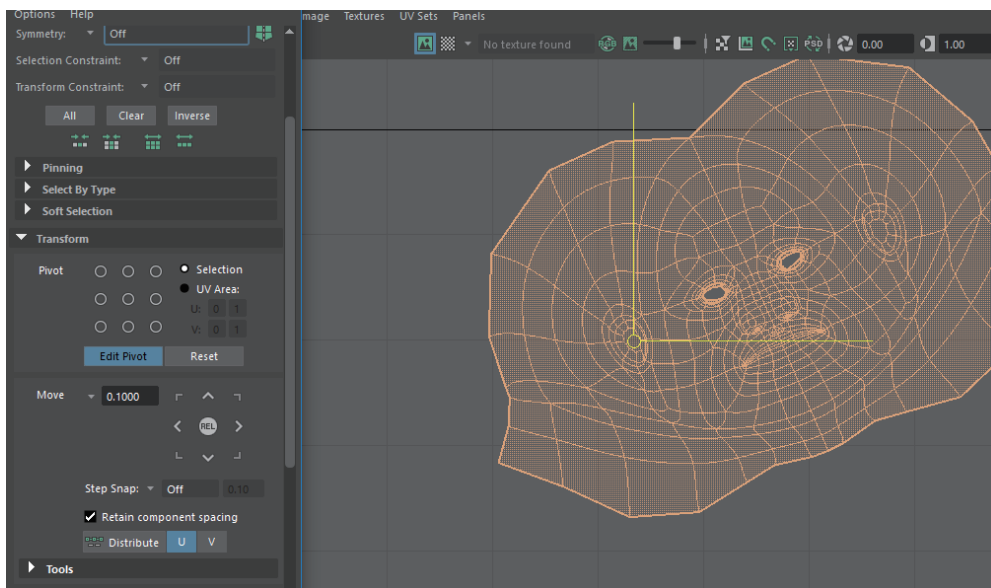 Options Help
mage Textures UV Sets Panels
Symmetry: Off
No texture found RGB PSD 0.00 1.00
Selection Constraint: Off
Transform Constraint: Off
All Clear Inverse
Pinning
Select By Type
Soft Selection
Transform
Pivot Selection
UV Area:
U: 0 1
V: 0 1
Edit Pivot Reset
Move 0.1000
REL
Step Snap: Off 0.10
Retain component spacing
Distribute U V
Tools